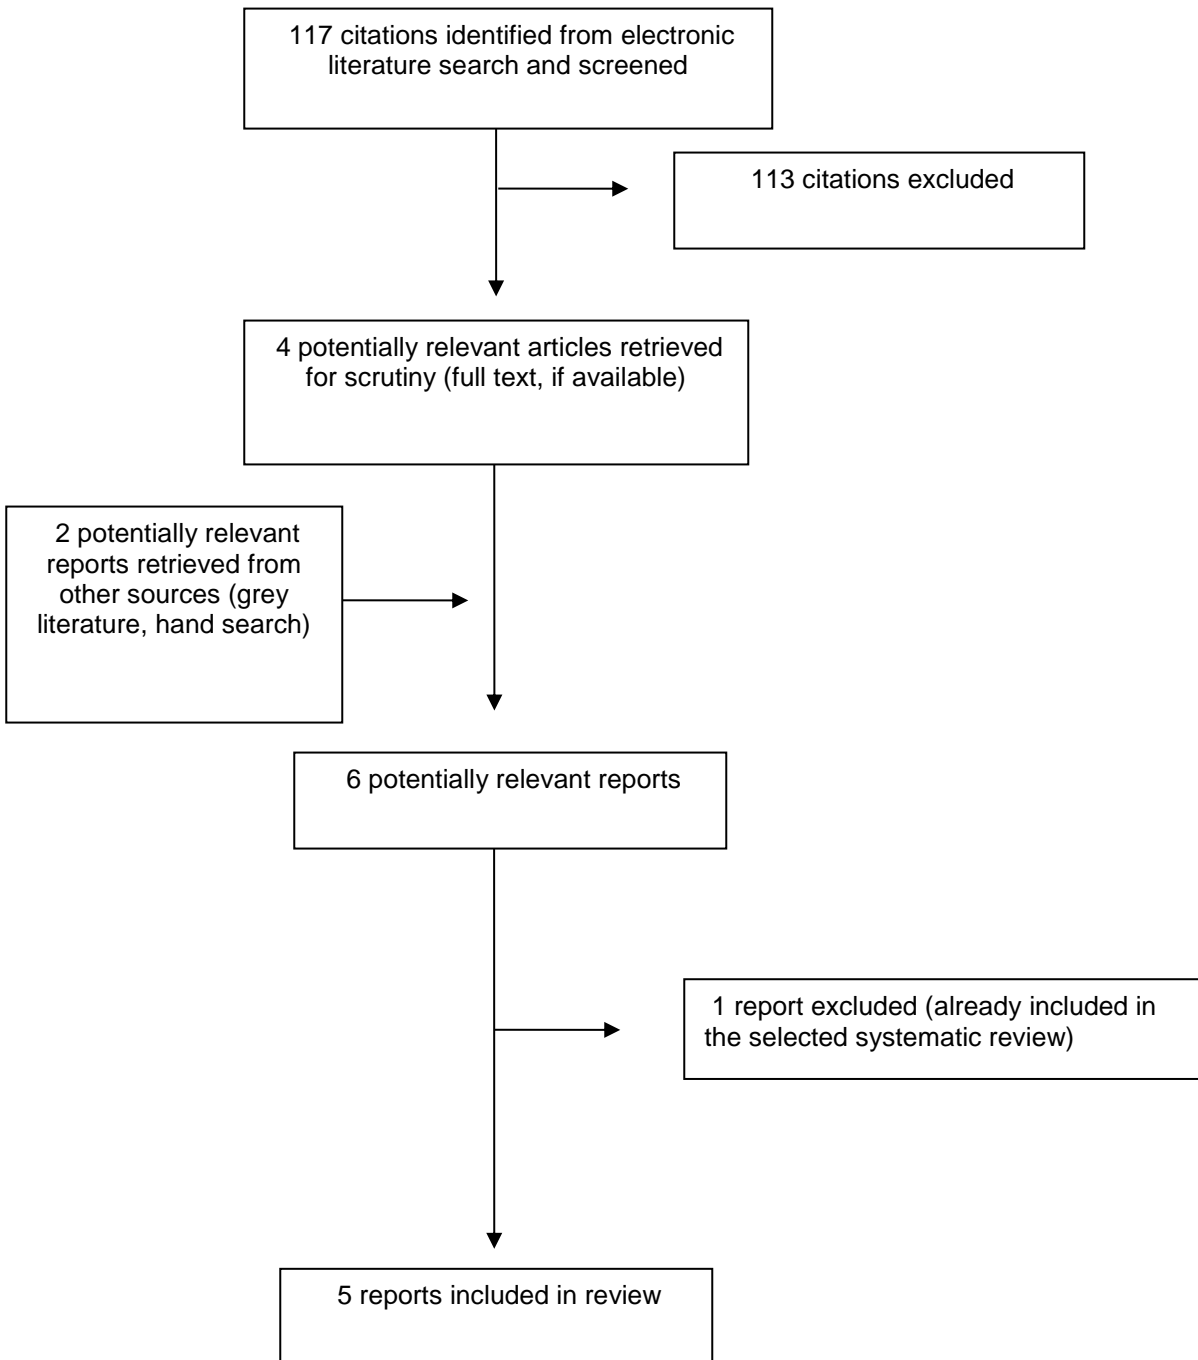 117 citations identified from electronic
literature search and screened
113 citations excluded
4 potentially relevant articles retrieved
for scrutiny (full text, if available)
2 potentially relevant
reports retrieved from
other sources (grey
literature, hand search)
6 potentially relevant reports
1 report excluded (already included in
the selected systematic review)
5 reports included in review